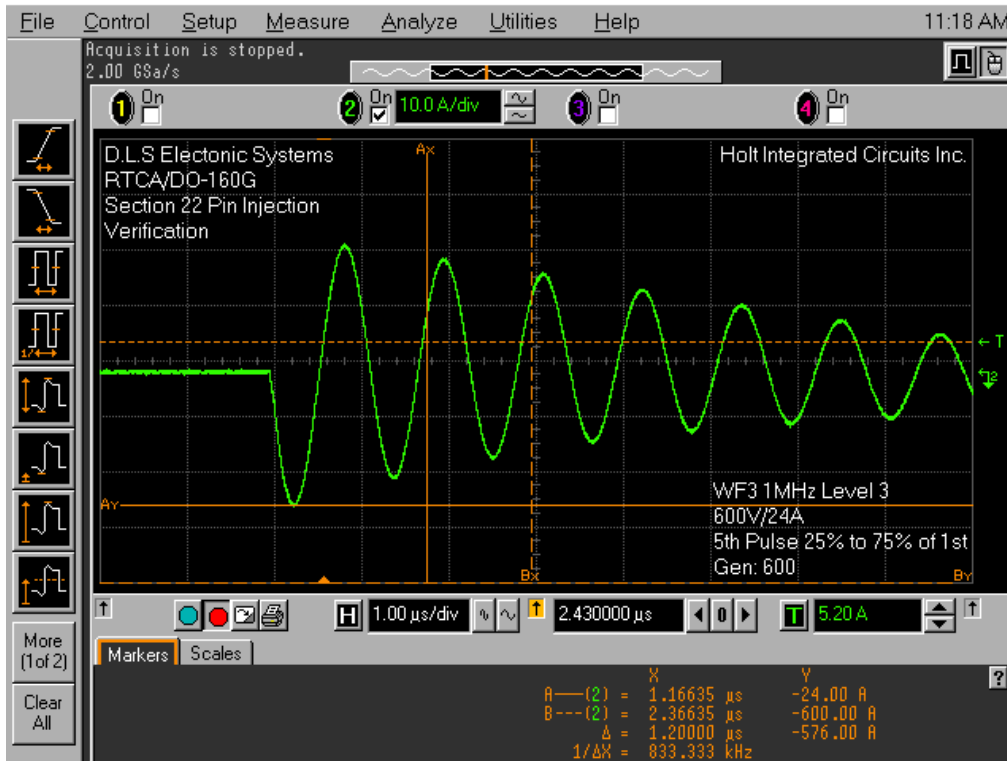 File Control Setup Measure Analyze Utilities Help 11:18 AM
Acquisition is stopped.
2.00 GSa/s
1 On 2 On 10.0 A/div 3 On 4 On
D.L.S Electonic Systems
RTCA/DO-160G
Section 22 Pin Injection
Verification
Ax
Holt Integrated Circuits Inc.
T
2
Ay
WF3 1MHz Level 3
600V/24A
5th Pulse 25% to 75% of 1st
Gen: 600
Bx By
H 1.00 µs/div 2.430000 µs 0 T 5.20 A
1/
More
(1of 2)
Clear
All
Markers Scales
?
X Y
A──(2) = 1.16635 µs -24.00 A
B---(2) = 2.36635 µs -600.00 A
Δ = 1.20000 µs -576.00 A
1/ΔX = 833.333 kHz